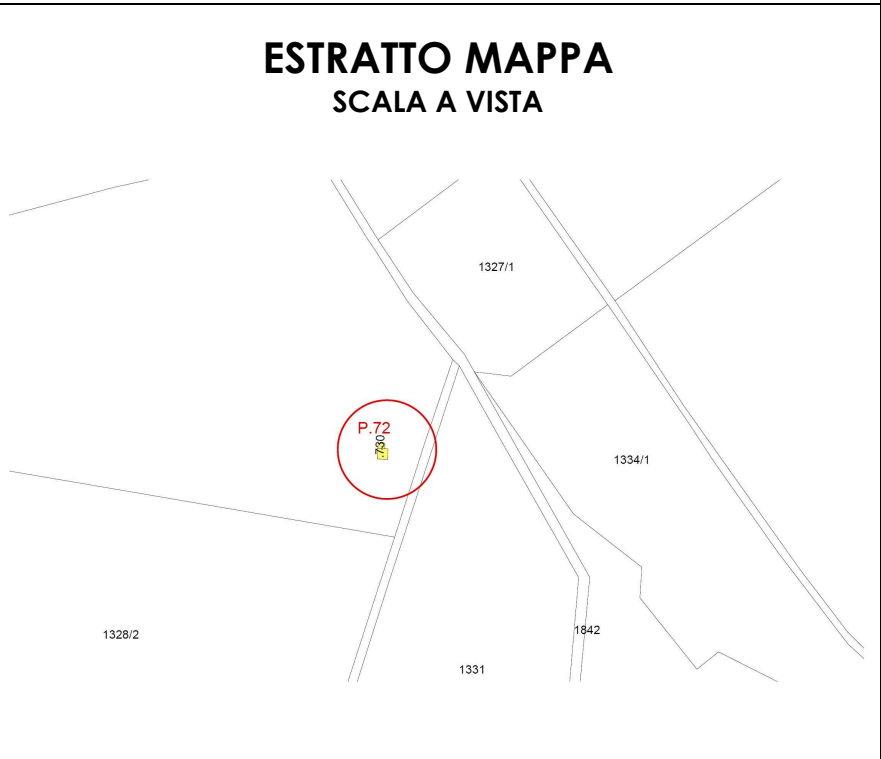 ESTRATTO MAPPA
SCALA A VISTA
1327/1
P.72
.730
1334/1
1328/2
1842
1331